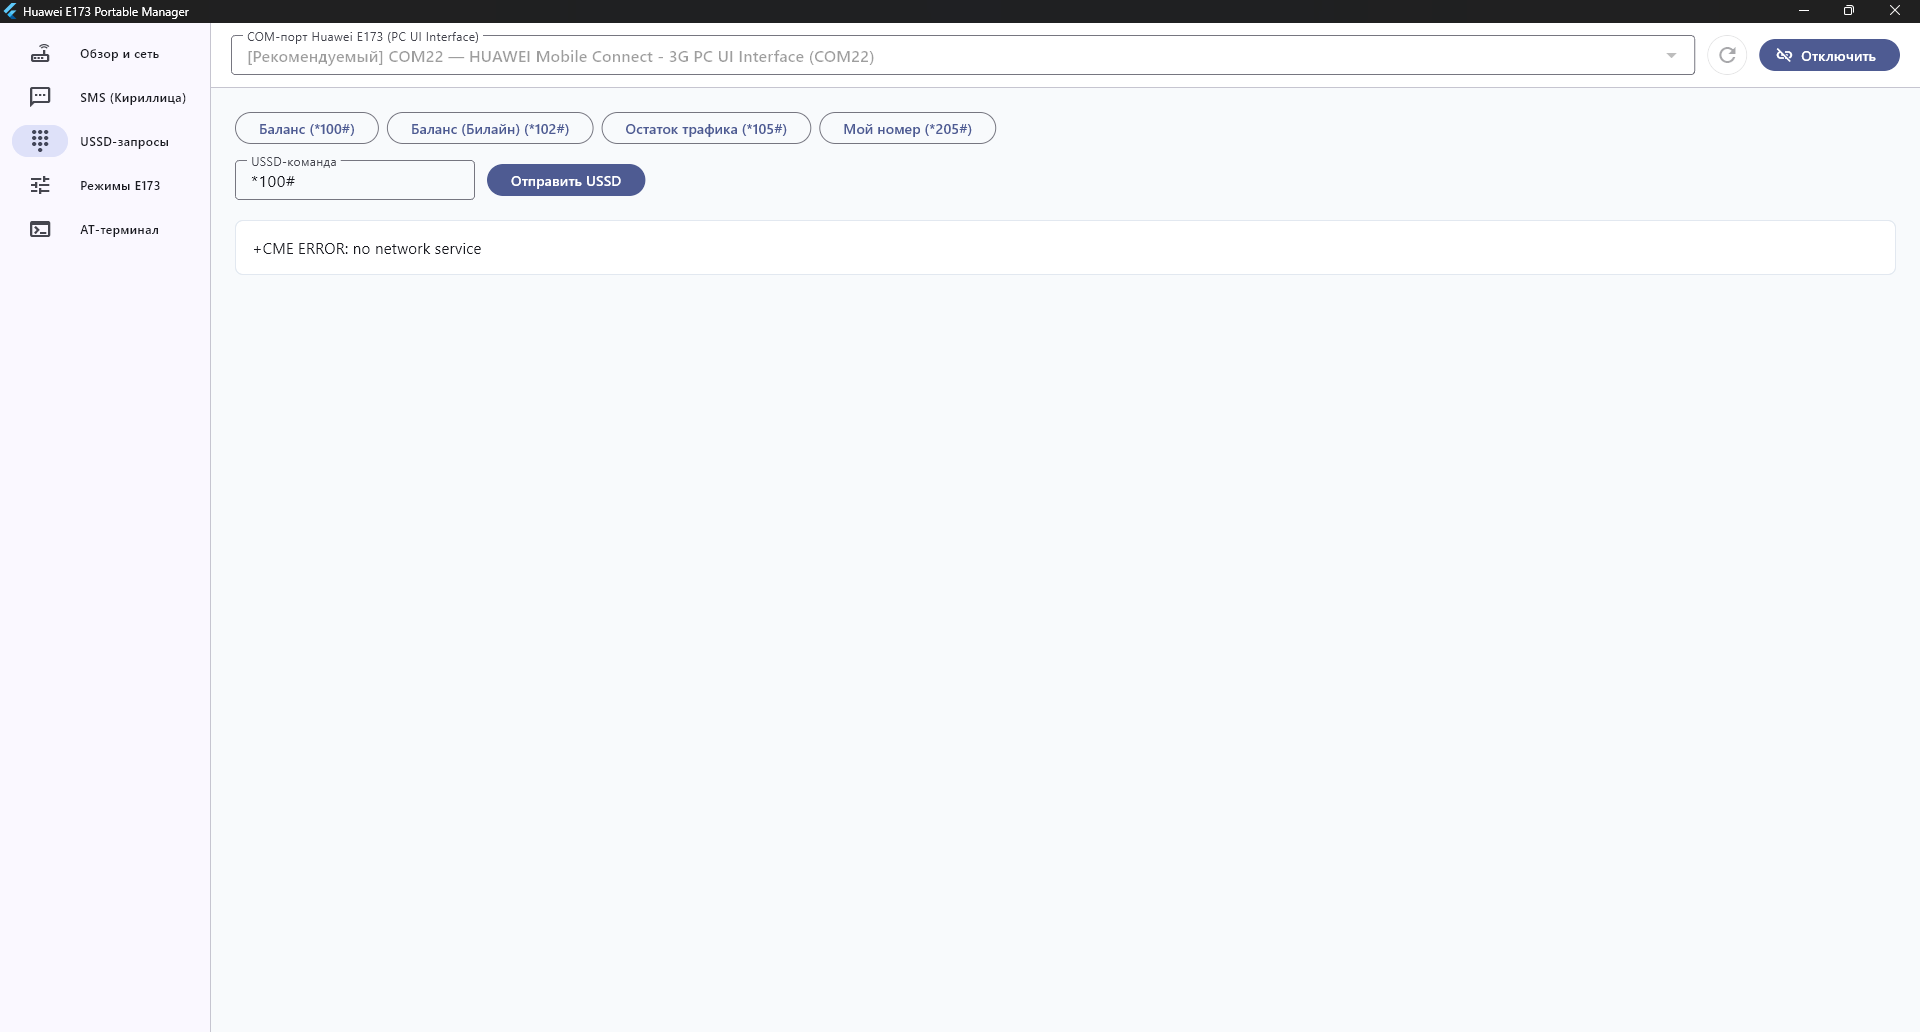 Huawei E173 Portable Manager
COM-порт Huawei E173 (PC UI Interface)
[Рекомендуемый] COM22 — HUAWEI Mobile Connect - 3G PC UI Interface (COM22)
Отключить
Обзор и сеть
SMS (Кириллица)
USSD-запросы
Режимы E173
AT-терминал
Баланс (*100#)
Баланс (Билайн) (*102#)
Остаток трафика (*105#)
Мой номер (*205#)
USSD-команда
*100#
Отправить USSD
+CME ERROR: no network service